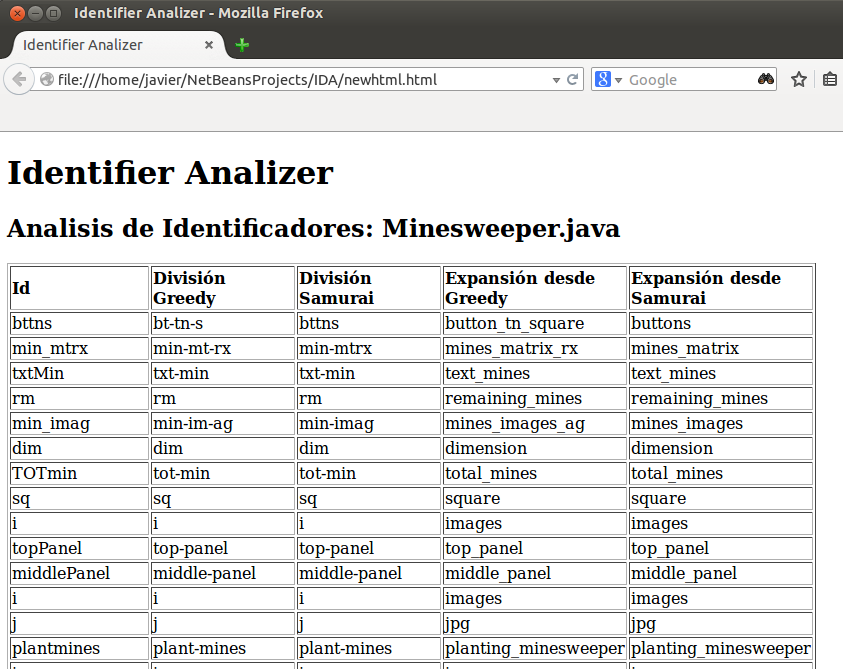 Identifier Analizer - Mozilla Firefox
Identifier Analizer
file:///home/javier/NetBeansProjects/IDA/newhtml.html
Google
Identifier Analizer
Analisis de Identificadores: Minesweeper.java
Id División Greedy División Samurai Expansión desde Greedy Expansión desde Samurai
bttns bt-tn-s bttns button_tn_square buttons
min_mtrx min-mt-rx min-mtrx mines_matrix_rx mines_matrix
txtMin txt-min txt-min text_mines text_mines
rm rm rm remaining_mines remaining_mines
min_imag min-im-ag min-imag mines_images_ag mines_images
dim dim dim dimension dimension
TOTmin tot-min tot-min total_mines total_mines
sq sq sq square square
i i i images images
topPanel top-panel top-panel top_panel top_panel
middlePanel middle-panel middle-panel middle_panel middle_panel
i i i images images
j j j jpg jpg
plantmines plant-mines plant-mines planting_minesweeper planting_minesweeper